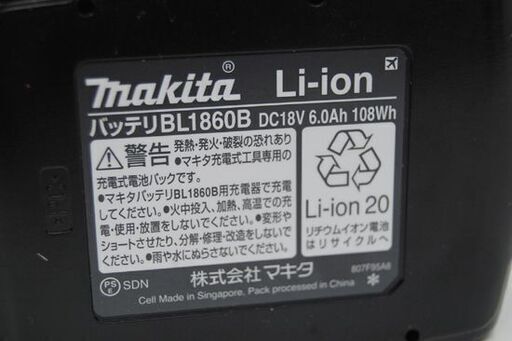 makita® Li-ion
バッテリBL1860B DC18V 6.0Ah 108Wh
警告
発熱・発火・破裂の恐れあり
•マキタ充電式工具専用の
充電式電池パックです。
•マキタバッテリBL1860B用充電器で充電
してください。•火中投入、加熱、高温での充
電・使用・放置をしないでください。•変形や
ショートさせたり、分解・修理・改造をしないで
ください。•雨や水にぬらさないでください。
Li-ion 20
リチウムイオン電池
はリサイクルへ
株式会社マキタ
PS E SDN
Cell Made in Singapore, Pack processed in China
607F95A8